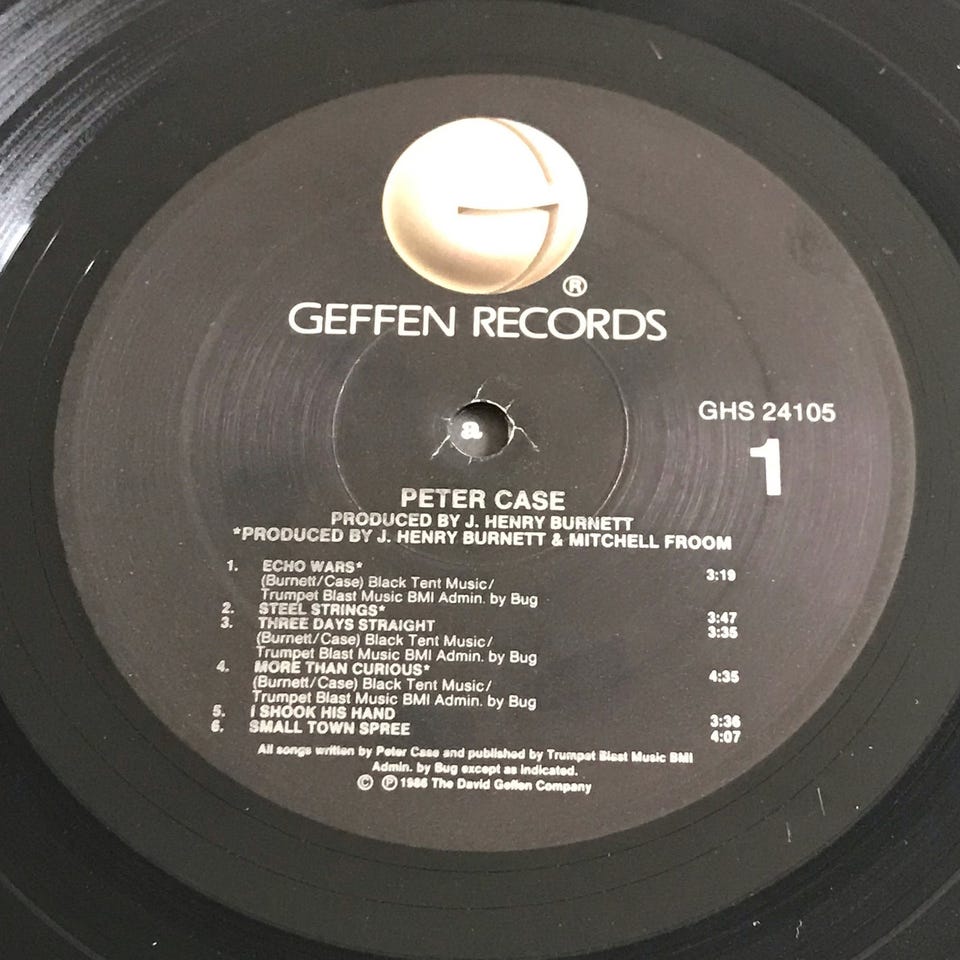 ®
GEFFEN RECORDS
GHS 24105
1
a
PETER CASE
PRODUCED BY J. HENRY BURNETT
*PRODUCED BY J. HENRY BURNETT & MITCHELL FROOM
1. ECHO WARS* 3:19
(Burnett/Case) Black Tent Music/
Trumpet Blast Music BMI Admin. by Bug
2. STEEL STRINGS* 3:47
3. THREE DAYS STRAIGHT 3:35
(Burnett/Case) Black Tent Music/
Trumpet Blast Music BMI Admin. by Bug
4. MORE THAN CURIOUS* 4:35
(Burnett/Case) Black Tent Music/
Trumpet Blast Music BMI Admin. by Bug
5. I SHOOK HIS HAND 3:36
6. SMALL TOWN SPREE 4:07
All songs written by Peter Case and published by Trumpet Blast Music BMI
Admin. by Bug except as indicated.
© ℗ 1986 The David Geffen Company